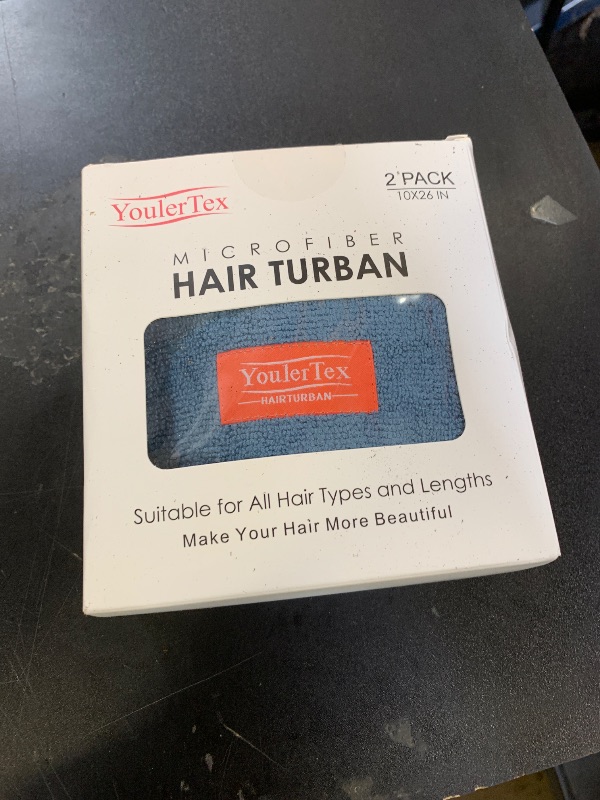 YoulerTex
2 PACK
10X26 IN
MICROFIBER
HAIR TURBAN
YoulerTex
HAIRTURBAN
Suitable for All Hair Types and Lengths
Make Your Hair More Beautiful